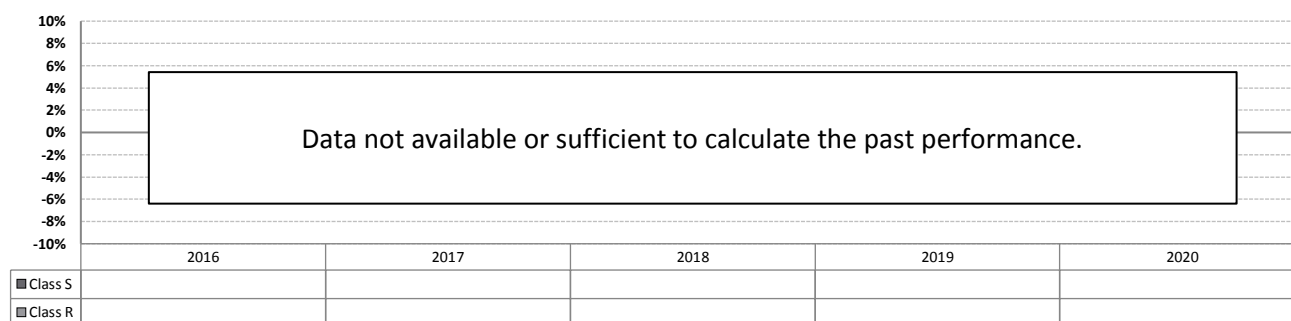 10%
8%
6%
4%
2%
0%
-2%
-4%
-6%
-8%
-10%
Data not available or sufficient to calculate the past performance.
2016 2017 2018 2019 2020
Class S
Class R